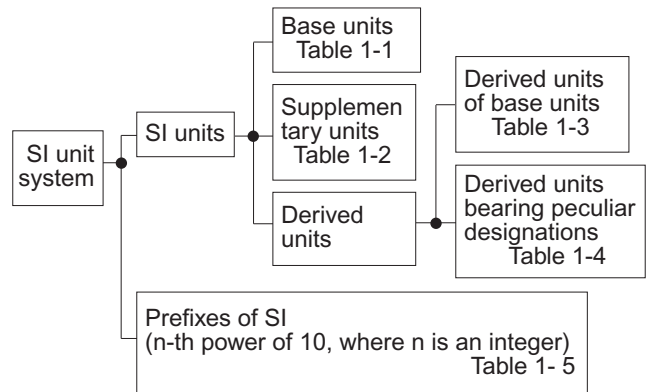 SI unit
system
SI units
Base units
Table 1-1
Supplemen
tary units
Table 1-2
Derived
units
Derived units
of base units
Table 1-3
Derived units
bearing peculiar
designations
Table 1-4
Prefixes of SI
(n-th power of 10, where n is an integer)
Table 1- 5